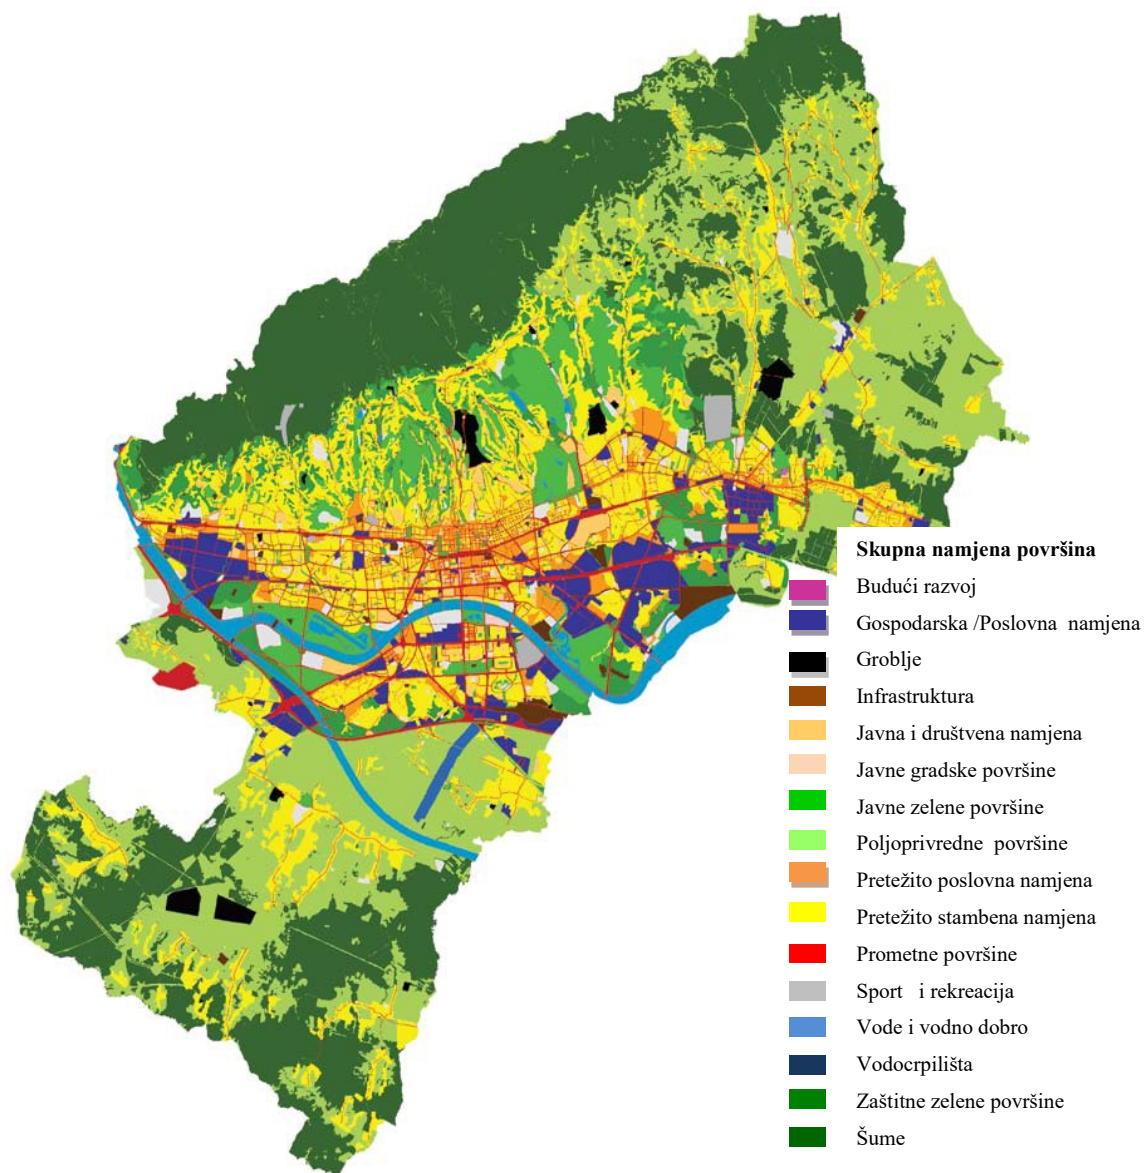 Skupna namjena površina
Budući razvoj
Gospodarska /Poslovna namjena
Groblje
Infrastruktura
Javna i društvena namjena
Javne gradske površine
Javne zelene površine
Poljoprivredne površine
Pretežito poslovna namjena
Pretežito stambena namjena
Prometne površine
Sport i rekreacija
Vode i vodno dobro
Vodocrpilišta
Zaštitne zelene površine
Šume